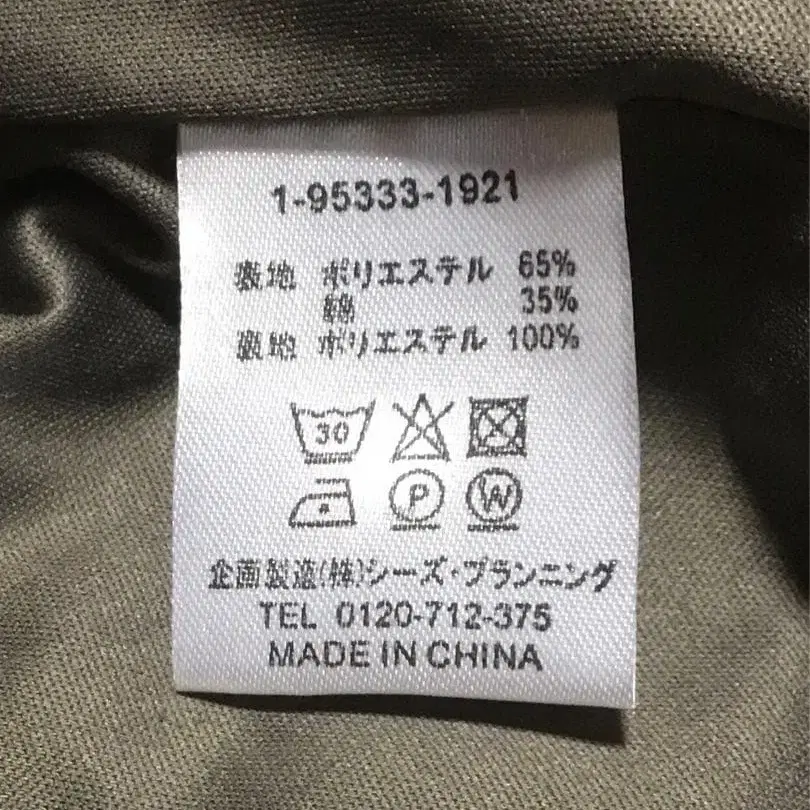 1-95333-1921
表地 ポリエステル 65%
綿 35%
裏地 ポリエステル 100%
30
P W
企画製造(株)シーズ・プランニング
TEL 0120-712-375
MADE IN CHINA